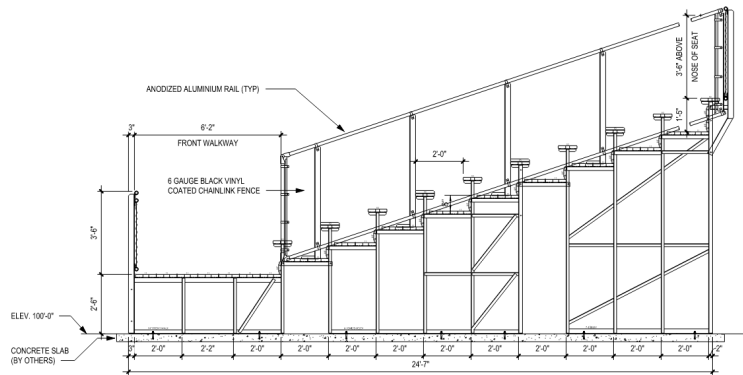 3'-6" ABOVE
NOSE OF SEAT
ANODIZED ALUMINIUM RAIL (TYP)
1'-5"
3"
6'-2"
FRONT WALKWAY
2'-0"
6 GAUGE BLACK VINYL
COATED CHAINLINK FENCE
3'-6"
2'-6"
ELEV. 100'-0"
CONCRETE SLAB
(BY OTHERS)
3"
2'-0"
2'-2"
2'-0"
2'-0"
2'-0"
2'-0"
2'-0"
2'-0"
2'-0"
2'-0"
2'-0"
2"
24'-7"